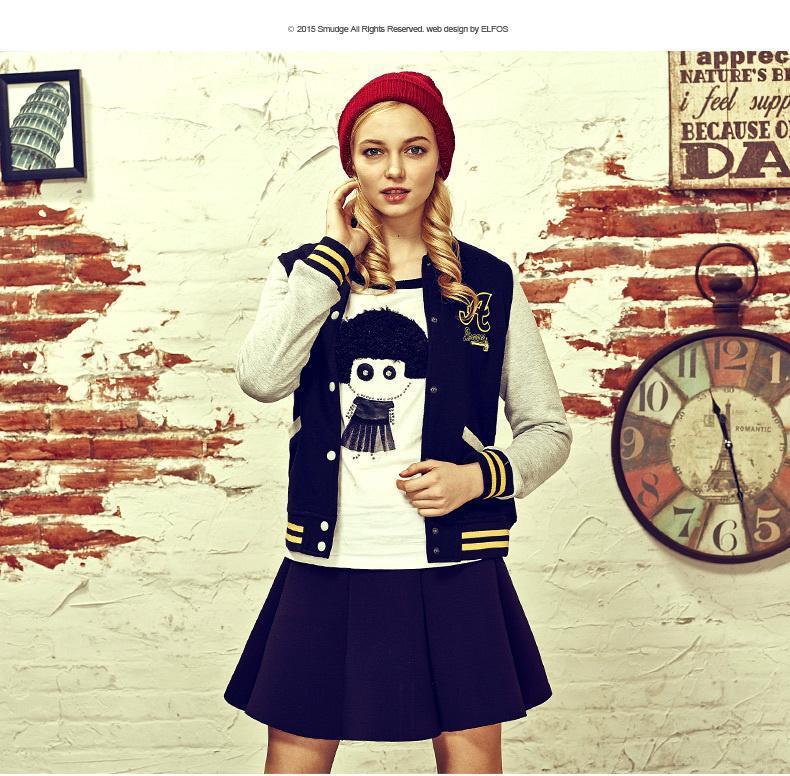 © 2015 Smudge All Rights Reserved. web design by ELFOS
I apprec
NATURE'S B
i feel supp
BECAUSE O
DA
A
12
1
11
10
9
ROMANTIC
8
7
6
5